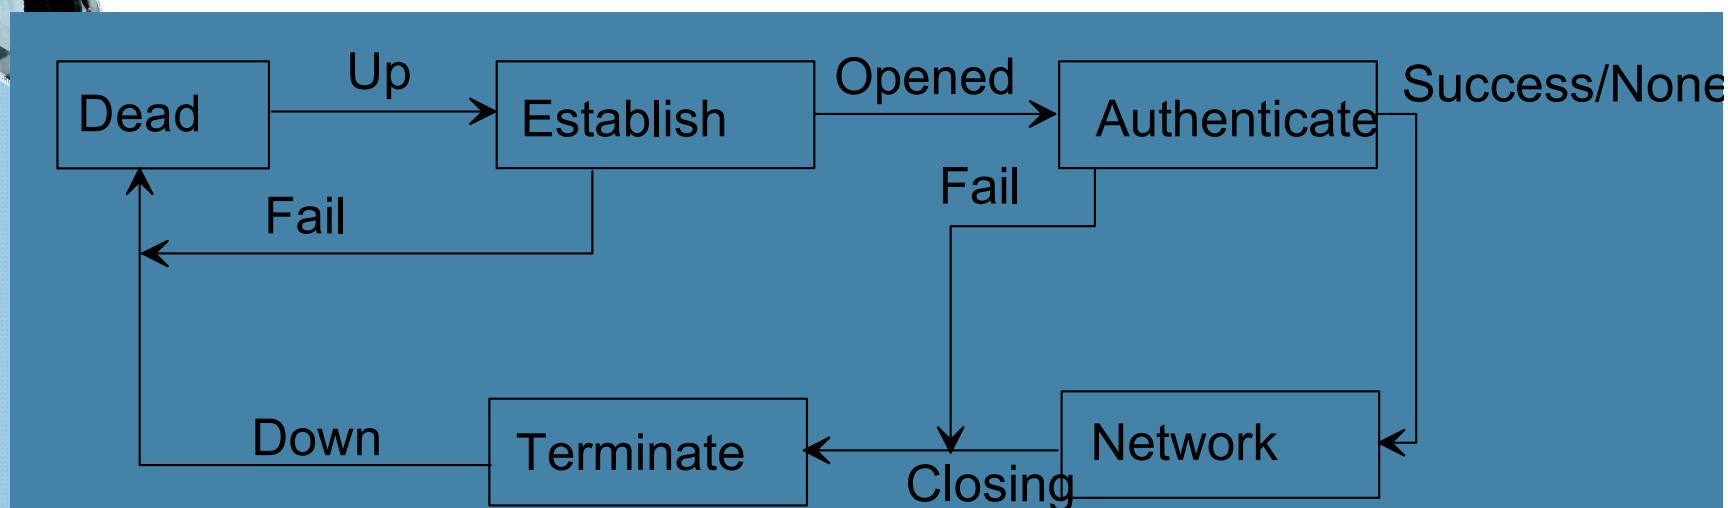 Up
Opened
Success/None
Dead
Establish
Authenticate
Fail
Fail
Down
Terminate
Closing
Network